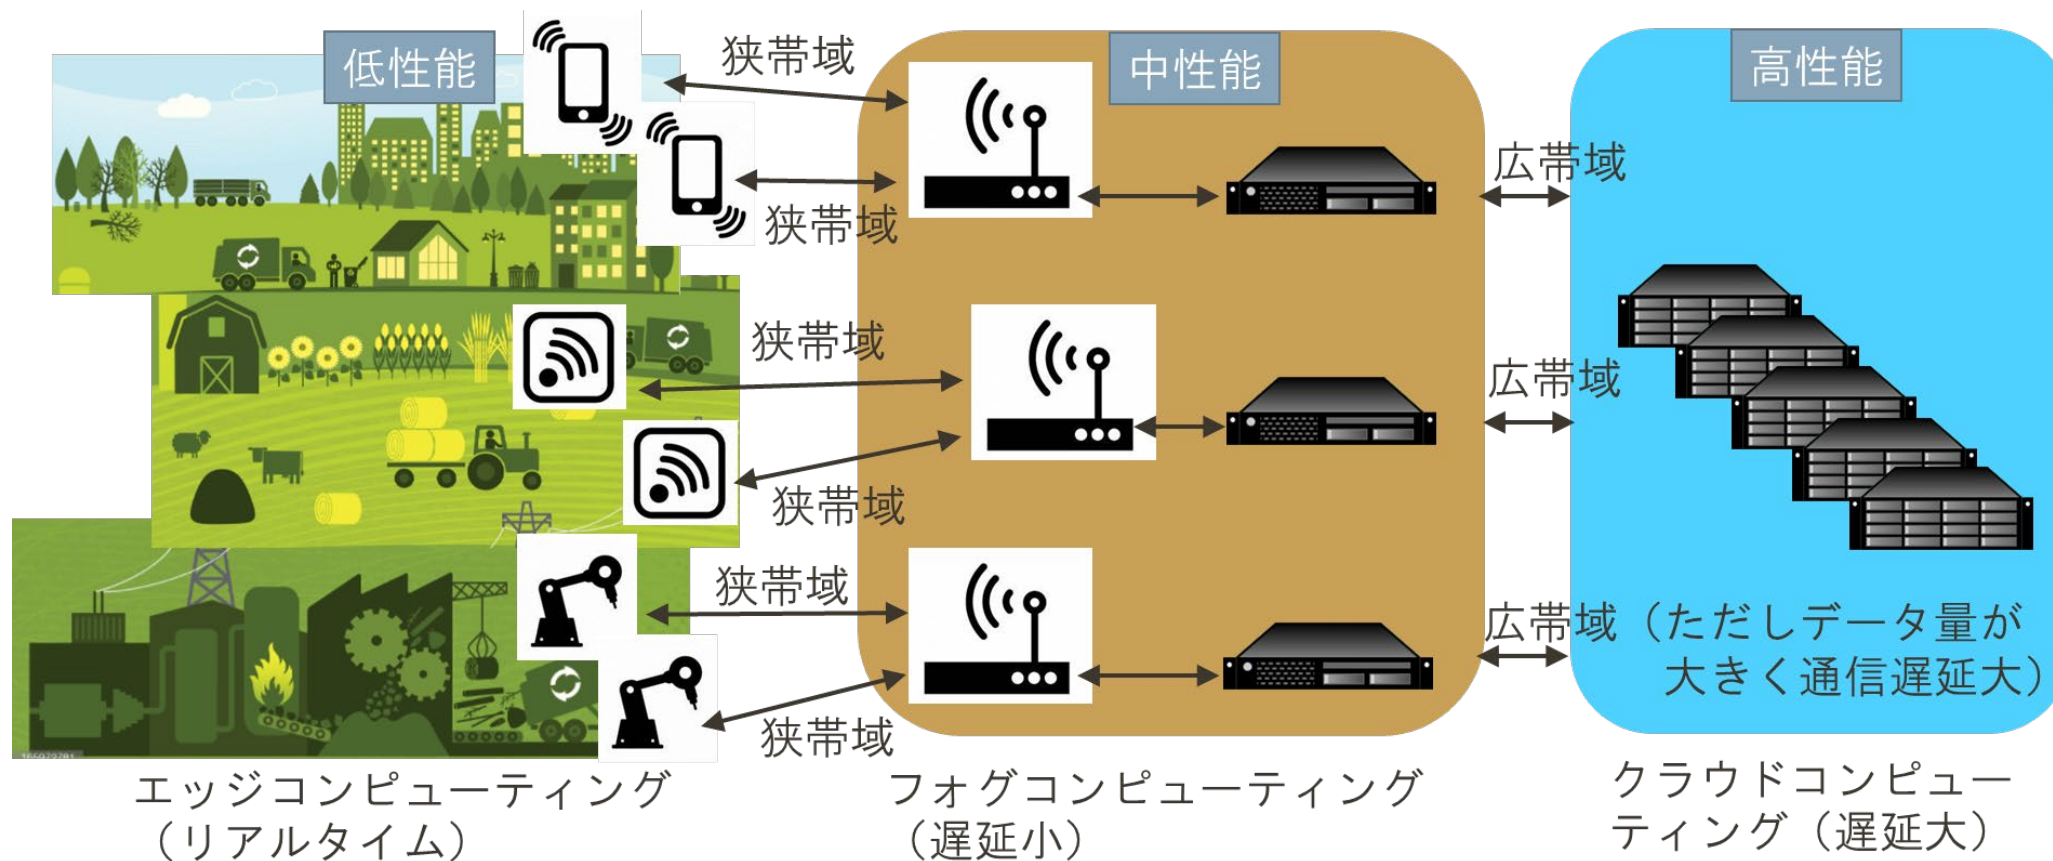 低性能
中性能
高性能
狭帯域
狭帯域
広帯域
狭帯域
広帯域
狭帯域
狭帯域
広帯域（ただしデータ量が
大きく通信遅延大）
狭帯域
エッジコンピューティング
（リアルタイム）
フォグコンピューティング
（遅延小）
クラウドコンピュー
ティング（遅延大）